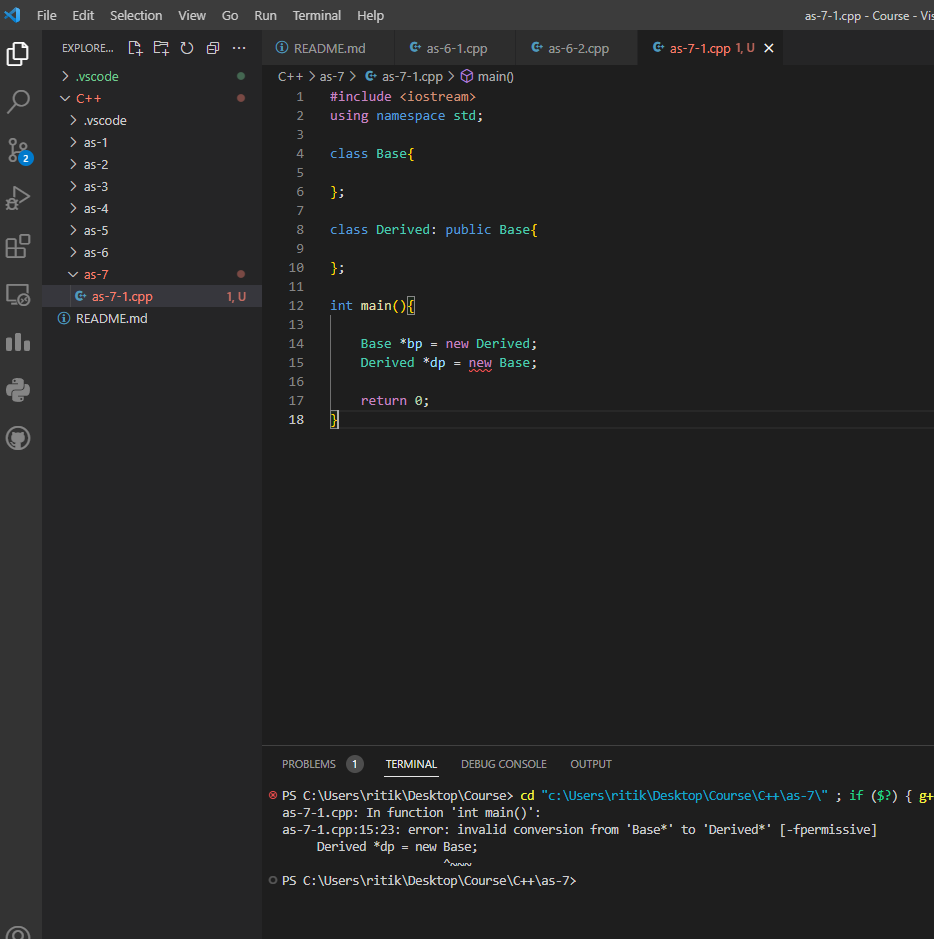 File Edit Selection View Go Run Terminal Help as-7-1.cpp - Course - Vis
EXPLORE... README.md as-6-1.cpp as-6-2.cpp as-7-1.cpp 1, U
.vscode
C++
.vscode
as-1
as-2
as-3
as-4
as-5
as-6
as-7
as-7-1.cpp 1, U
README.md
2
C++ > as-7 > as-7-1.cpp > main()
1 #include <iostream>
2 using namespace std;
3
4 class Base{
5
6 };
7
8 class Derived: public Base{
9
10 };
11
12 int main(){
13
14 Base *bp = new Derived;
15 Derived *dp = new Base;
16
17 return 0;
18 }
PROBLEMS 1 TERMINAL DEBUG CONSOLE OUTPUT
PS C:\Users\ritik\Desktop\Course> cd "c:\Users\ritik\Desktop\Course\C++\as-7\" ; if ($?) { g+
as-7-1.cpp: In function 'int main()':
as-7-1.cpp:15:23: error: invalid conversion from 'Base*' to 'Derived*' [-fpermissive]
Derived *dp = new Base;
^~~~
PS C:\Users\ritik\Desktop\Course\C++\as-7>